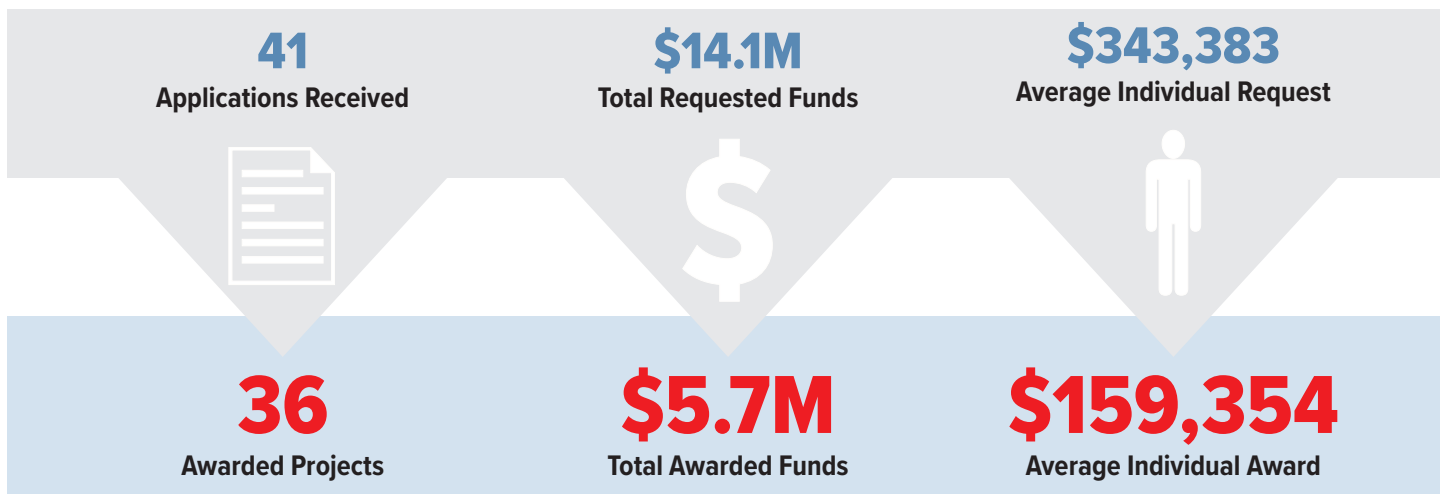 41
Applications Received
$14.1M
Total Requested Funds
$343,383
Average Individual Request
$
36
Awarded Projects
$5.7M
Total Awarded Funds
$159,354
Average Individual Award